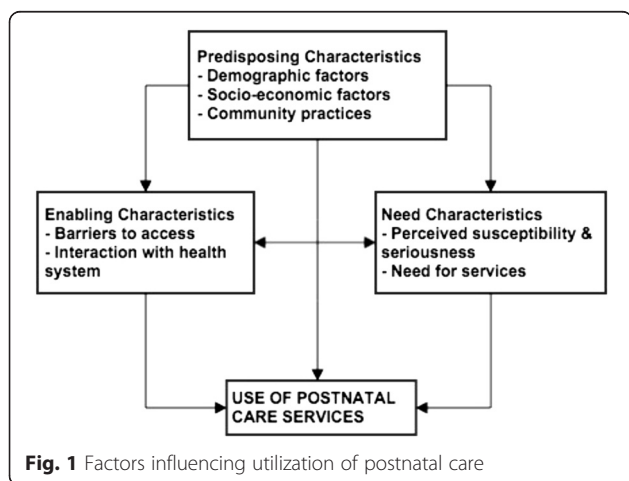 Predisposing Characteristics
- Demographic factors
- Socio-economic factors
- Community practices
Enabling Characteristics
- Barriers to access
- Interaction with health
system
Need Characteristics
- Perceived susceptibility &
seriousness
- Need for services
USE OF POSTNATAL
CARE SERVICES
Fig. 1 Factors influencing utilization of postnatal care